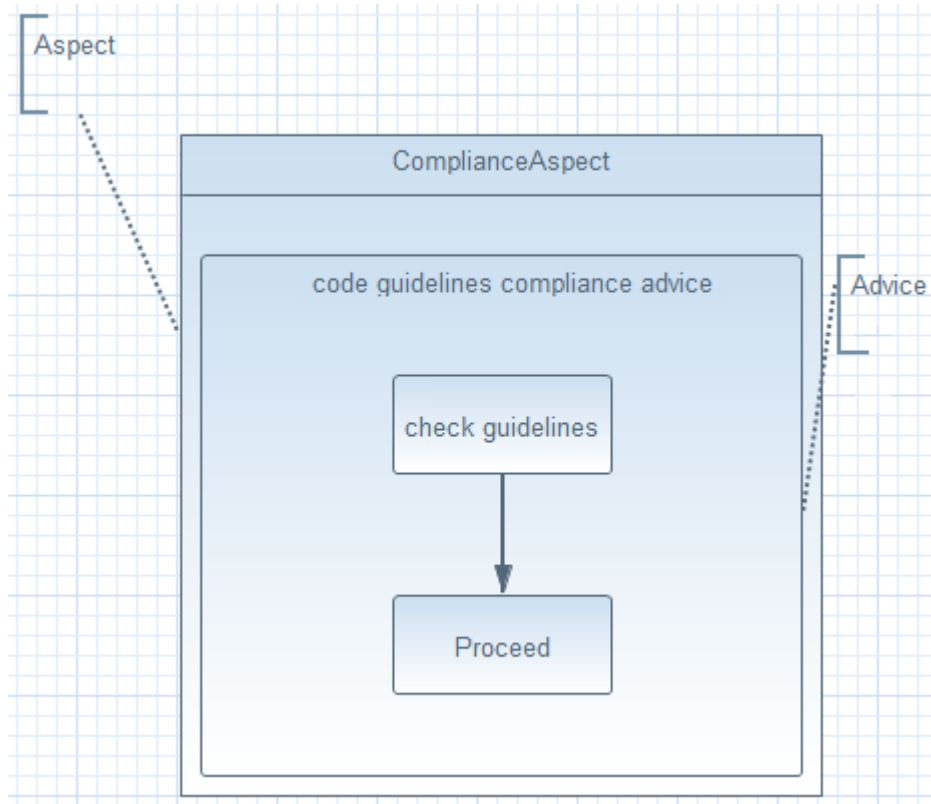 Aspect
ComplianceAspect
code guidelines compliance advice
Advice
check guidelines
Proceed